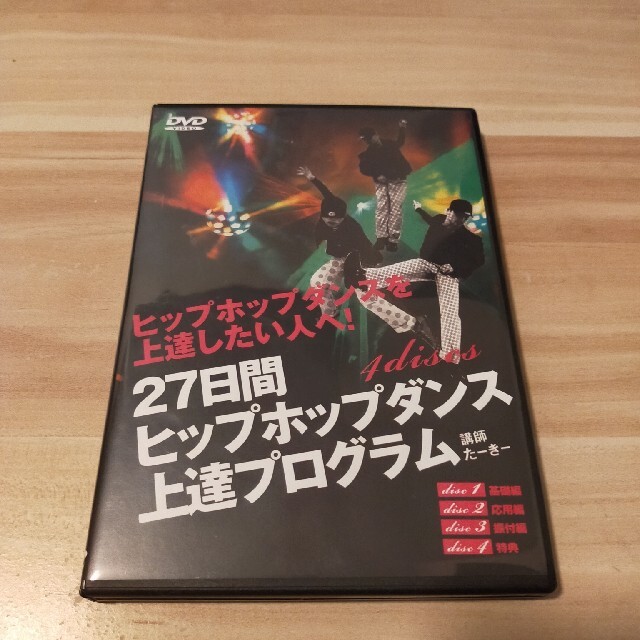 DVD
VIDEO
ヒップホップダンスを
上達したい人へ!
4discs
27日間
ヒップホップダンス
上達プログラム
講師
たーきー
disc 1 基礎編
disc 2 応用編
disc 3 振付編
disc 4 特典